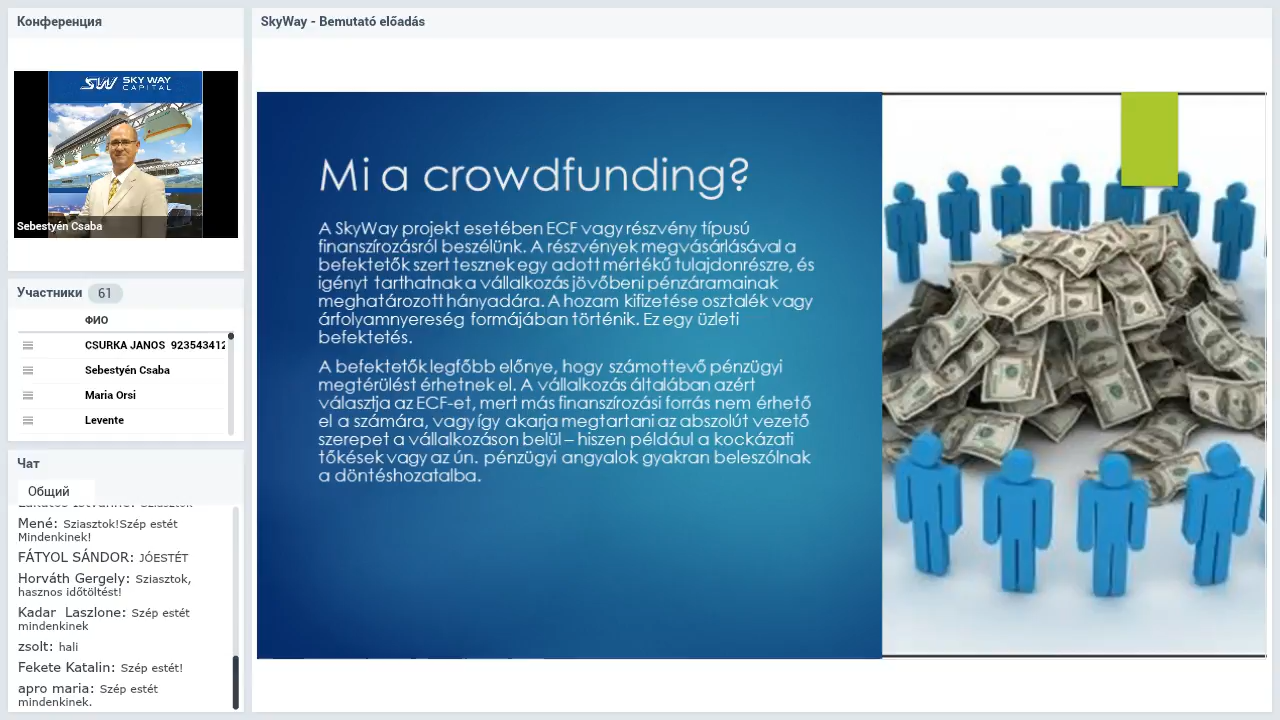 Конференция
SKY WAY
CAPITAL
Sebestyén Csaba
Участники 61
ФИО
CSURKA JANOS 923543412
Sebestyén Csaba
Maria Orsi
Levente
Чат
Общий
Mené: Sziasztok!Szép estét
Mindenkinek!
FÁTYOL SÁNDOR: JÓESTÉT
Horváth Gergely: Sziasztok,
hasznos időtöltést!
Kadar Laszlone: Szép estét
mindenkinek
zsolt: hali
Fekete Katalin: Szép estét!
apro maria: Szép estét
mindenkinek.
SkyWay - Bemutató előadás
Mi a crowdfunding?
A SkyWay projekt esetében ECF vagy részvény típusú
finanszírozásról beszélünk. A részvények megvásárlásával a
befektetők szert tesznek egy adott mértékű tulajdonrészre, és
igényt tarthatnak a vállalkozás jövőbeni pénzáramainak
meghatározott hányadára. A hozam kifizetése osztalék vagy
árfolyamnyereség formájában történik. Ez egy üzleti
befektetés.
A befektetők legfőbb előnye, hogy számottevő pénzügyi
megtérülést érhetnek el. A vállalkozás általában azért
választja az ECF-et, mert más finanszírozási forrás nem érhető
el a számára, vagy így akarja megtartani az abszolút vezető
szerepet a vállalkozáson belül – hiszen például a kockázati
tőkések vagy az ún. pénzügyi angyalok gyakran beleszólnak
a döntéshozatalba.